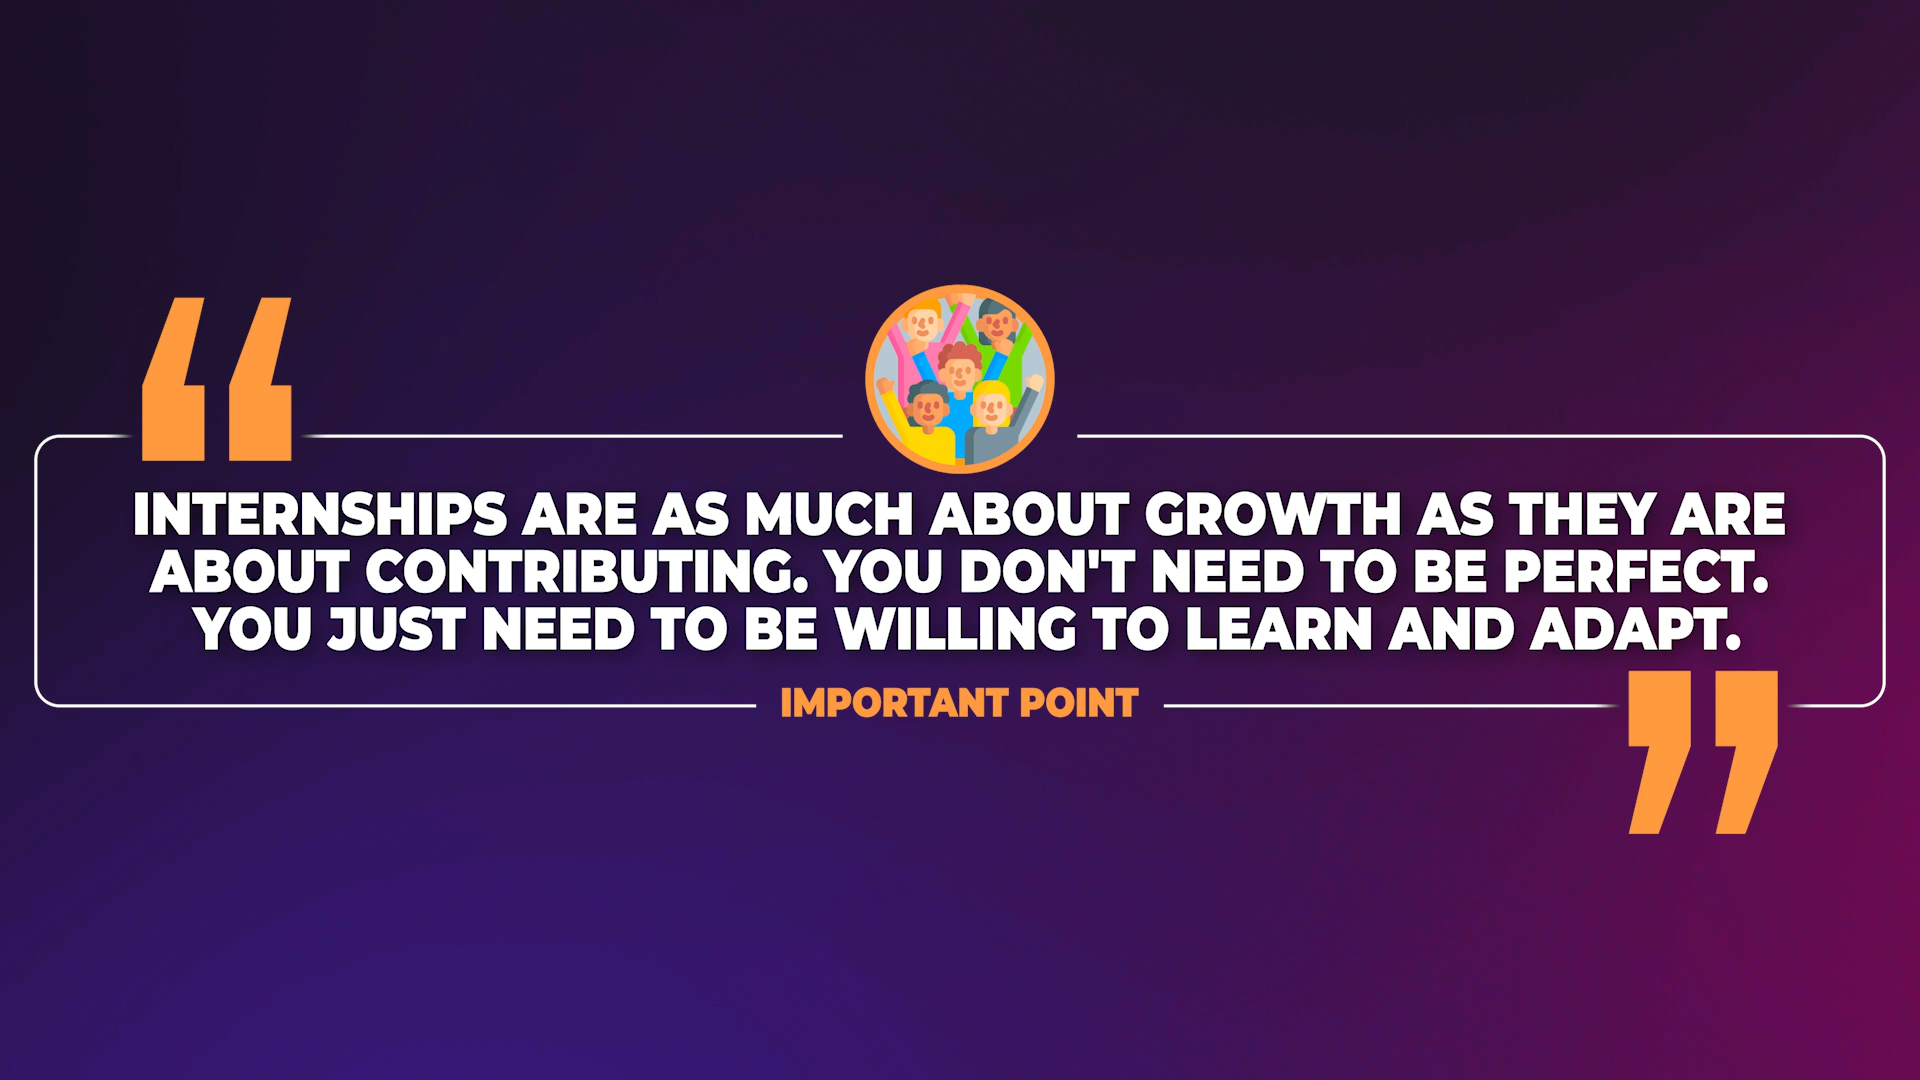 INTERNSHIPS ARE AS MUCH ABOUT GROWTH AS THEY ARE
ABOUT CONTRIBUTING. YOU DON'T NEED TO BE PERFECT.
YOU JUST NEED TO BE WILLING TO LEARN AND ADAPT.
IMPORTANT POINT